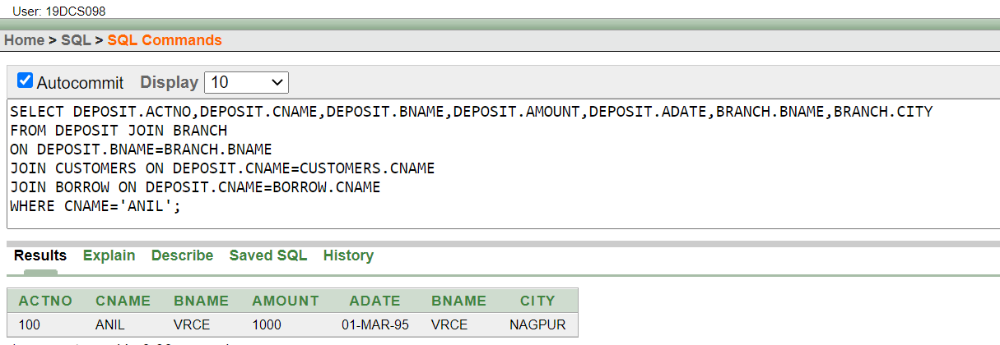 User: 19DCS098
Home > SQL > SQL Commands
Autocommit Display 10
SELECT DEPOSIT.ACTNO,DEPOSIT.CNAME,DEPOSIT.BNAME,DEPOSIT.AMOUNT,DEPOSIT.ADATE,BRANCH.BNAME,BRANCH.CITY
FROM DEPOSIT JOIN BRANCH
ON DEPOSIT.BNAME=BRANCH.BNAME
JOIN CUSTOMERS ON DEPOSIT.CNAME=CUSTOMERS.CNAME
JOIN BORROW ON DEPOSIT.CNAME=BORROW.CNAME
WHERE CNAME='ANIL';
Results Explain Describe Saved SQL History
ACTNO CNAME BNAME AMOUNT ADATE BNAME CITY
100 ANIL VRCE 1000 01-MAR-95 VRCE NAGPUR